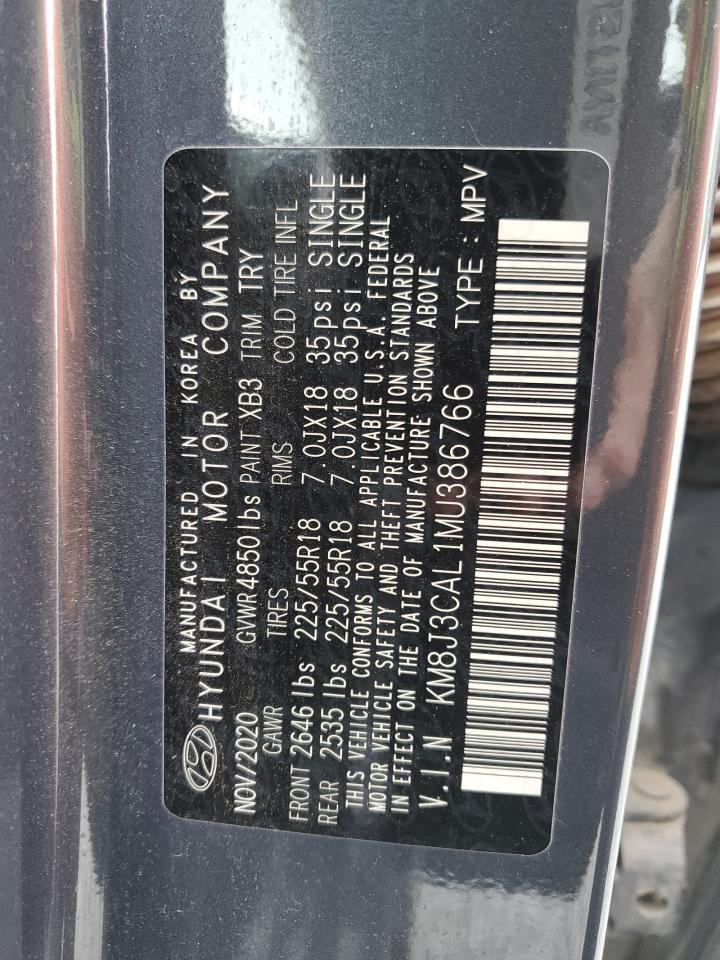 MANUFACTURED IN KOREA BY
HYUNDAI MOTOR COMPANY
NOV/2020 GVWR 4850 lbs PAINT XB3 TRIM TRY
GAWR TIRES RIMS COLD TIRE INFL
FRONT 2646 lbs 225/55R18 7.0JX18 35psi SINGLE
REAR 2535 lbs 225/55R18 7.0JX18 35psi SINGLE
THIS VEHICLE CONFORMS TO ALL APPLICABLE U.S.A. FEDERAL
MOTOR VEHICLE SAFETY AND THEFT PREVENTION STANDARDS
IN EFFECT ON THE DATE OF MANUFACTURE SHOWN ABOVE
V.I.N KM8J3CAL1MU386766 TYPE : MPV